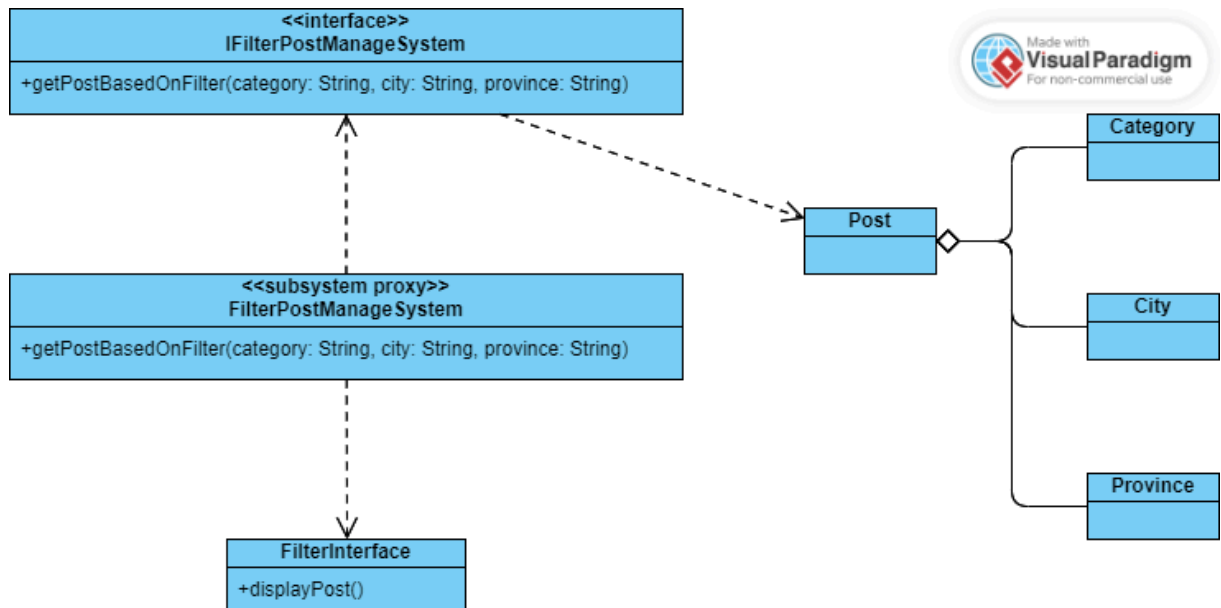 <<interface>>
IFilterPostManageSystem
+getPostBasedOnFilter(category: String, city: String, province: String)
Made with
Visual Paradigm
For non-commercial use
Category
Post
City
<<subsystem proxy>>
FilterPostManageSystem
+getPostBasedOnFilter(category: String, city: String, province: String)
Province
FilterInterface
+displayPost()